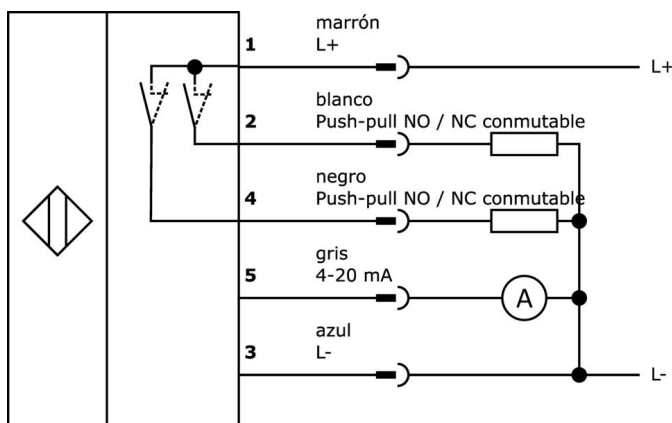 marrón
1 L+
L+
blanco
2 Push-pull NO / NC conmutable
negro
4 Push-pull NO / NC conmutable
gris
5 4-20 mA
A
azul
3 L-
L-